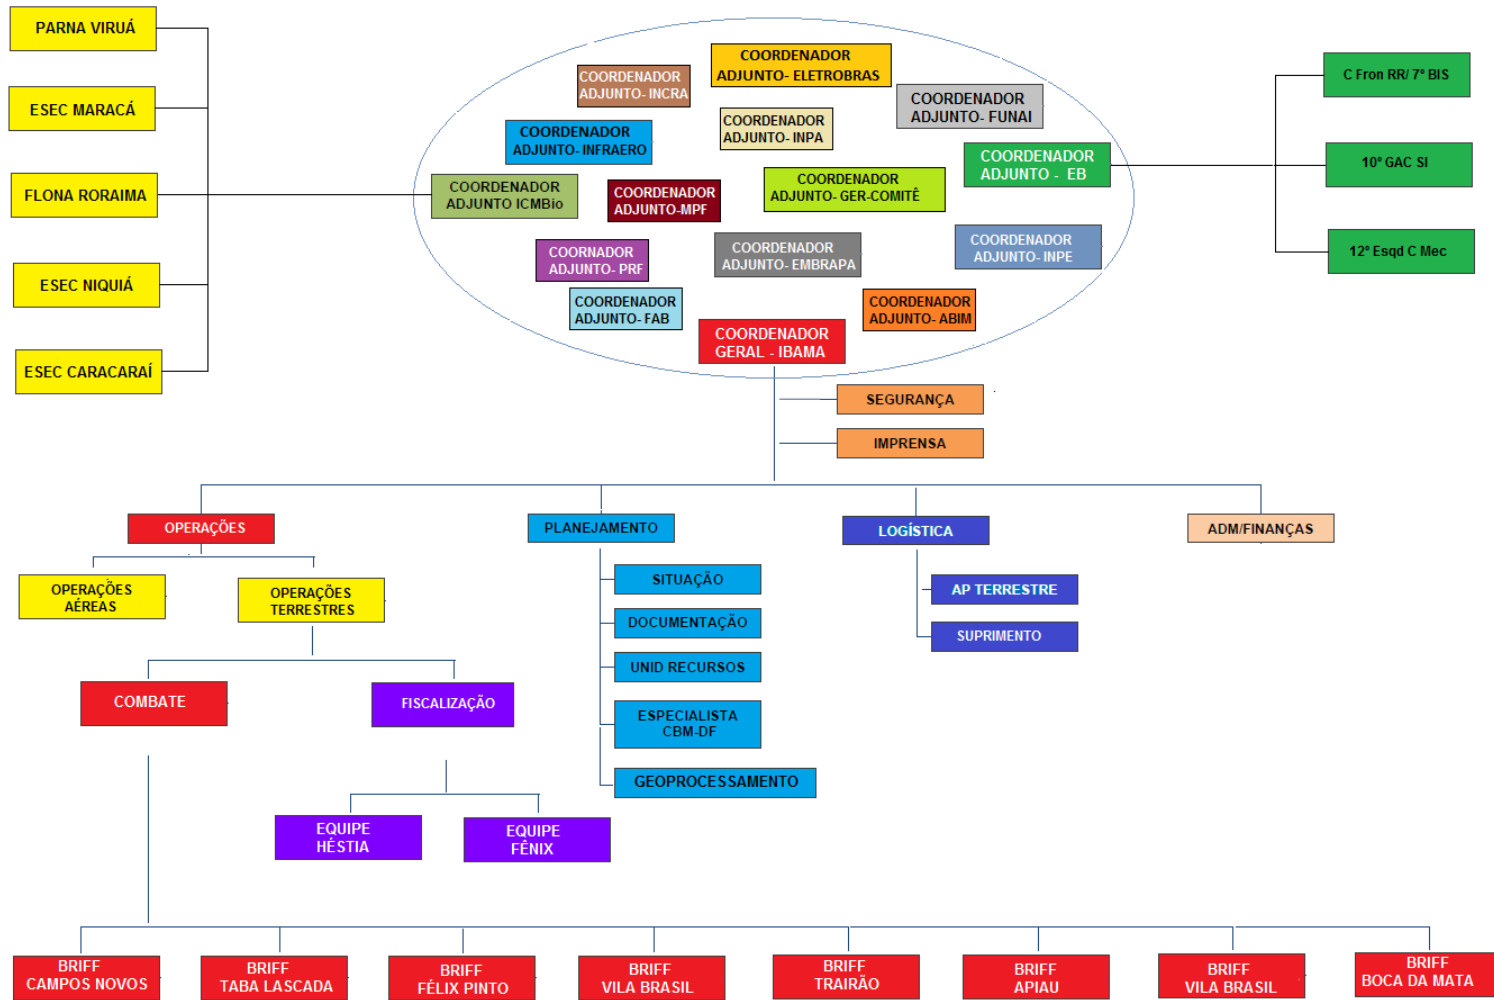 PARNA VIRUÁ
ESEC MARACÁ
FLONA RORAIMA
ESEC NIQUIÁ
ESEC CARACARAÍ
COORDENADOR
ADJUNTO- ELETROBRAS
COORDENADOR
ADJUNTO- INCRA
COORDENADOR
ADJUNTO- FUNAI
COORDENADOR
ADJUNTO- INPA
COORDENADOR
ADJUNTO- INFRAERO
COORDENADOR
ADJUNTO - EB
COORDENADOR
ADJUNTO ICMBio
COORDENADOR
ADJUNTO-MPF
COORDENADOR
ADJUNTO- GER-COMITÊ
COORNADOR
ADJUNTO- PRF
COORDENADOR
ADJUNTO- EMBRAPA
COORDENADOR
ADJUNTO- INPE
COORDENADOR
ADJUNTO- FAB
COORDENADOR
ADJUNTO- ABIM
COORDENADOR
GERAL - IBAMA
C Fron RR/ 7º BIS
10º GAC SI
12º Esqd C Mec
SEGURANÇA
IMPRENSA
OPERAÇÕES
PLANEJAMENTO
LOGÍSTICA
ADM/FINANÇAS
OPERAÇÕES
AÉREAS
OPERAÇÕES
TERRESTRES
SITUAÇÃO
DOCUMENTAÇÃO
UNID RECURSOS
ESPECIALISTA
CBM-DF
GEOPROCESSAMENTO
AP TERRESTRE
SUPRIMENTO
COMBATE
FISCALIZAÇÃO
EQUIPE
HÉSTIA
EQUIPE
FÊNIX
BRIFF
CAMPOS NOVOS
BRIFF
TABA LASCADA
BRIFF
FÉLIX PINTO
BRIFF
VILA BRASIL
BRIFF
TRAIRÃO
BRIFF
APIAU
BRIFF
VILA BRASIL
BRIFF
BOCA DA MATA